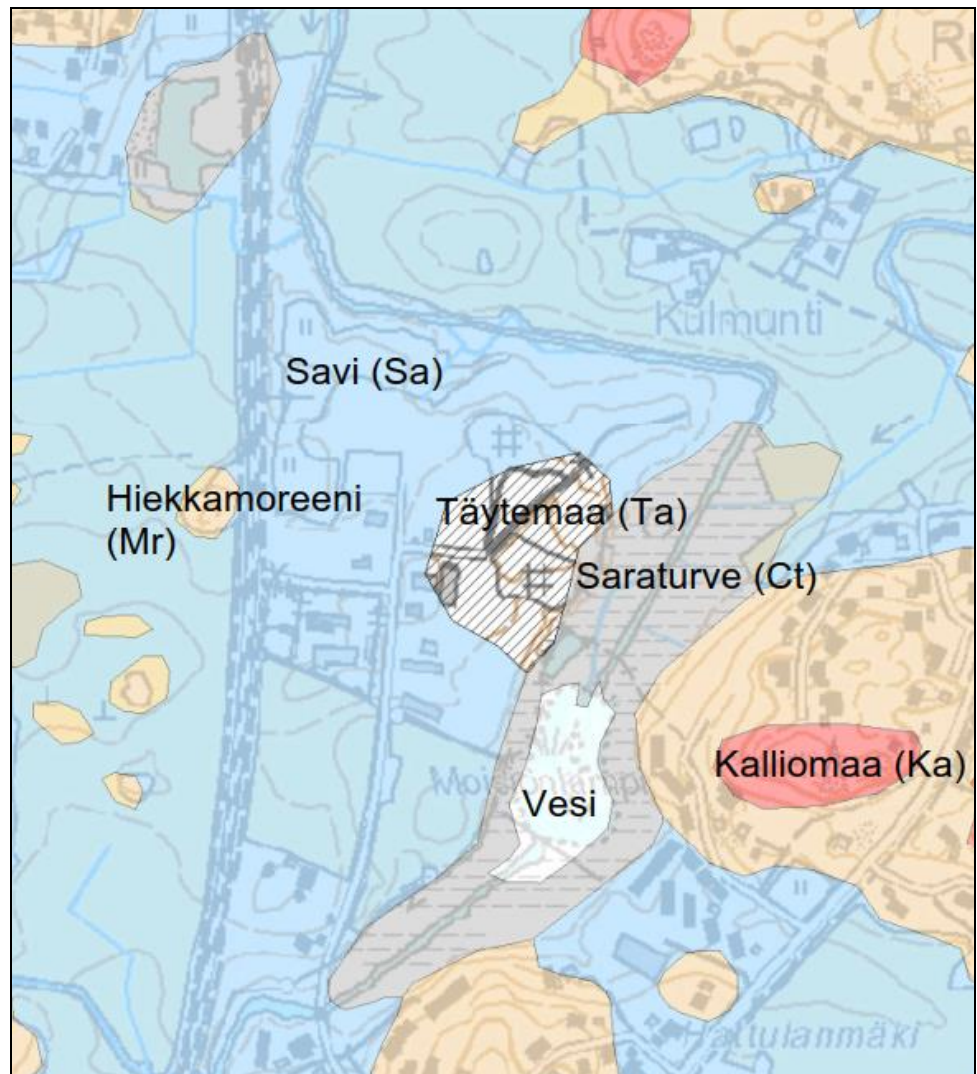 Kulmunti
Savi (Sa)
Hiekkamoreeni
(Mr)
Täytemaa (Ta)
Saraturve (Ct)
Kalliomaa (Ka)
Vesi
Hattulanmäki